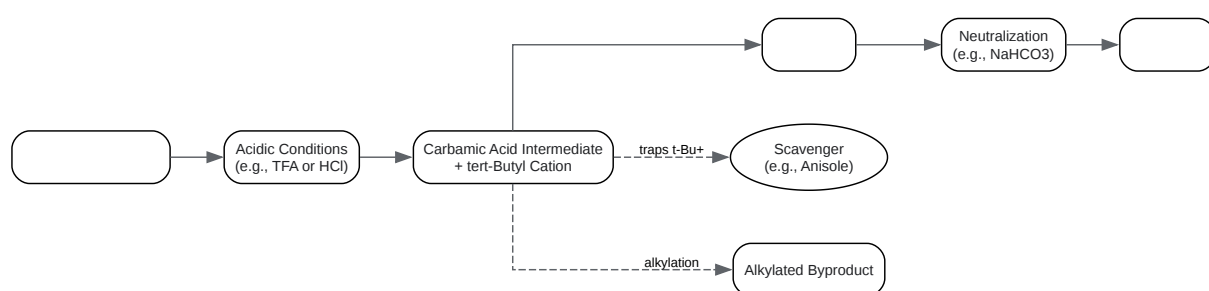 Neutralization
(e.g., NaHCO3)
Acidic Conditions
(e.g., TFA or HCl)
Carbamic Acid Intermediate
+ tert-Butyl Cation
traps t-Bu+
Scavenger
(e.g., Anisole)
alkylation
Alkylated Byproduct